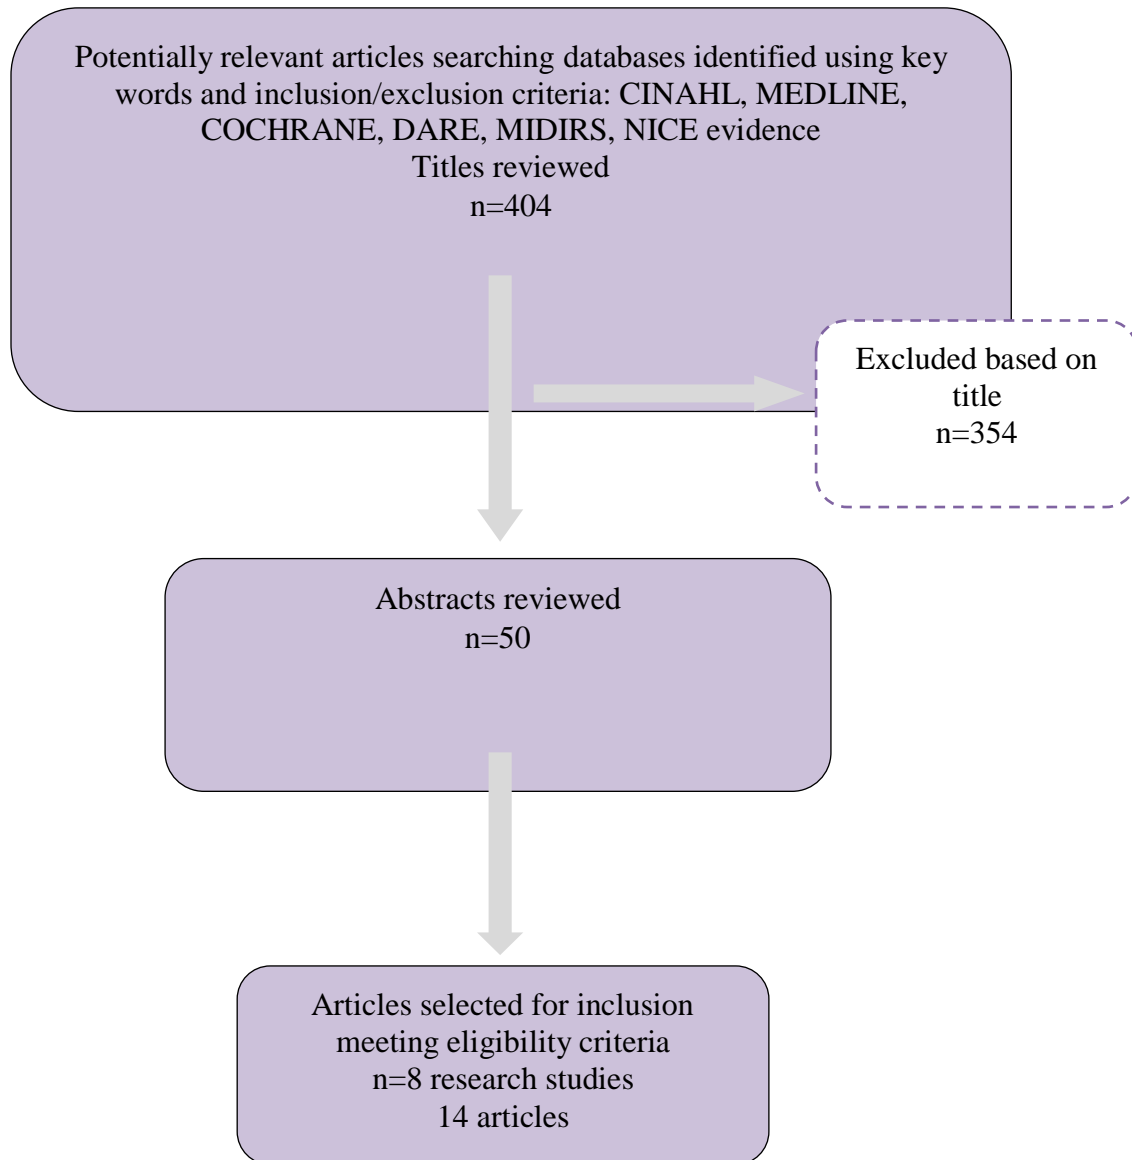 Potentially relevant articles searching databases identified using key
words and inclusion/exclusion criteria: CINAHL, MEDLINE,
COCHRANE, DARE, MIDIRS, NICE evidence
Titles reviewed
n=404
Excluded based on
title
n=354
Abstracts reviewed
n=50
Articles selected for inclusion
meeting eligibility criteria
n=8 research studies
14 articles